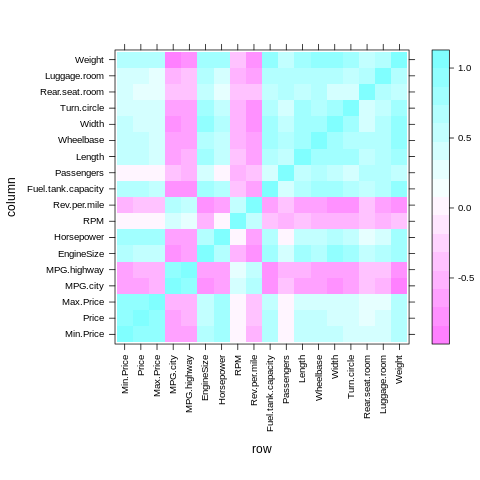 Weight
Luggage.room
Rear.seat.room
Turn.circle
Width
Wheelbase
Length
Passengers
Fuel.tank.capacity
Rev.per.mile
RPM
Horsepower
EngineSize
MPG.highway
MPG.city
Max.Price
Price
Min.Price
column
1.0
0.5
0.0
-0.5
Min.Price
Price
Max.Price
MPG.city
MPG.highway
EngineSize
Horsepower
RPM
Rev.per.mile
Fuel.tank.capacity
Passengers
Length
Wheelbase
Width
Turn.circle
Rear.seat.room
Luggage.room
Weight
row